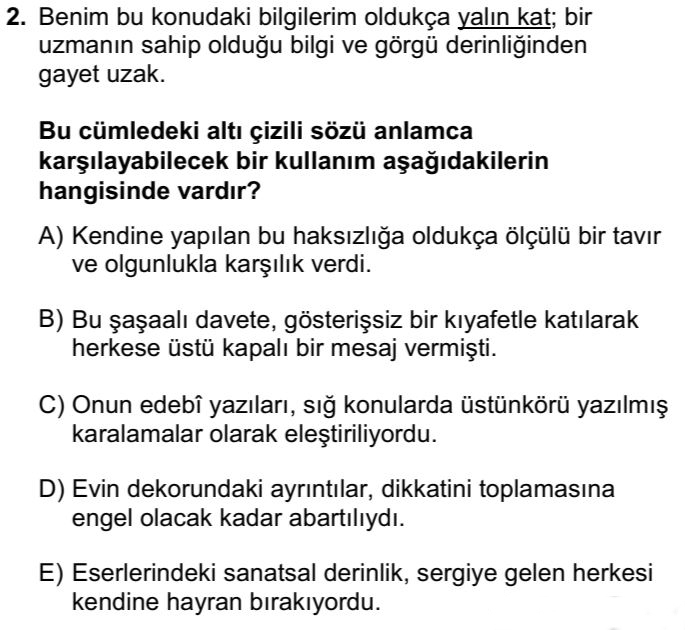 2. Benim bu konudaki bilgilerim oldukça yalın kat; bir
uzmanın sahip olduğu bilgi ve görgü derinliğinden
gayet uzak.
Bu cümledeki altı çizili sözü anlamca
karşılayabilecek bir kullanım aşağıdakilerin
hangisinde vardır?
A) Kendine yapılan bu haksızlığa oldukça ölçülü bir tavır
ve olgunlukla karşılık verdi.
B) Bu şaşaalı davete, gösterişsiz bir kıyafetle katılarak
herkese üstü kapalı bir mesaj vermişti.
C) Onun edebî yazıları, sığ konularda üstünkörü yazılmış
karalamalar olarak eleştiriliyordu.
D) Evin dekorundaki ayrıntılar, dikkatini toplamasına
engel olacak kadar abartılıydı.
E) Eserlerindeki sanatsal derinlik, sergiye gelen herkesi
kendine hayran bırakıyordu.